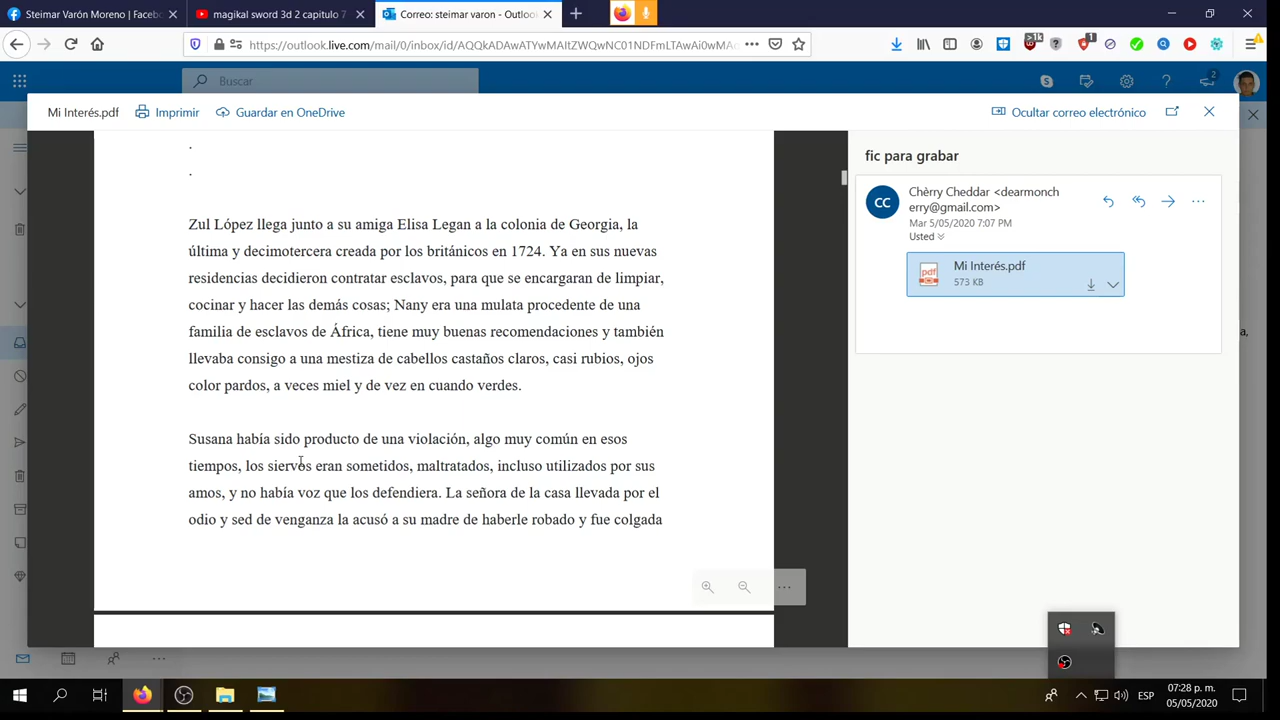 Steimar Varón Moreno | Faceb
magikal sword 3d 2 capitulo 7
Correo: steimar varon - Outloo
https://outlook.live.com/mail/0/inbox/id/AQQkADAwATYwMAItZWQwNC01NDFmLTAwAi0wMAo
>1k
1
Buscar
2
Mi Interés.pdf
Imprimir
Guardar en OneDrive
Ocultar correo electrónico
.
.
Zul López llega junto a su amiga Elisa Legan a la colonia de Georgia, la
última y decimotercera creada por los británicos en 1724. Ya en sus nuevas
residencias decidieron contratar esclavos, para que se encargaran de limpiar,
cocinar y hacer las demás cosas; Nany era una mulata procedente de una
familia de esclavos de África, tiene muy buenas recomendaciones y también
llevaba consigo a una mestiza de cabellos castaños claros, casi rubios, ojos
color pardos, a veces miel y de vez en cuando verdes.
Susana había sido producto de una violación, algo muy común en esos
tiempos, los siervos eran sometidos, maltratados, incluso utilizados por sus
amos, y no había voz que los defendiera. La señora de la casa llevada por el
odio y sed de venganza la acusó a su madre de haberle robado y fue colgada
fic para grabar
CC
Chèrry Cheddar <dearmonch
erry@gmail.com>
Mar 5/05/2020 7:07 PM
Usted
pdf
Mi Interés.pdf
573 KB
ESP
07:28 p. m.
05/05/2020